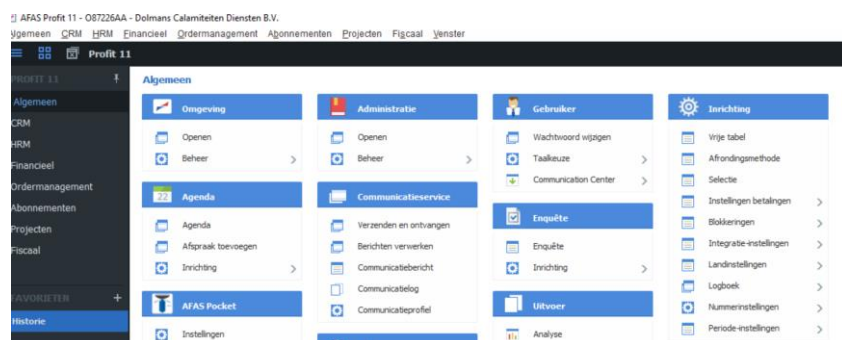 AFAS Profit 11 - O87226AA - Dolmans Calamiteiten Diensten B.V.
lgemeen CRM HRM Financieel Ordermanagement Abonnementen Projecten Fiscaal Venster
Profit 11
PROFIT 11
Algemeen
CRM
HRM
Financieel
Ordermanagement
Abonnementen
Projecten
Fiscaal
FAVORIETEN +
Historie
Algemeen
Omgeving
Openen
Beheer
22 Agenda
Agenda
Afspraak toevoegen
Inrichting
AFAS Pocket
Instellingen
Administratie
Openen
Beheer
Communicatieservice
Verzenden en ontvangen
Berichten verwerken
Communicatiebericht
Communicatielog
Communicatieprofiel
Gebruiker
Wachtwoord wijzigen
Taalkeuze
Communication Center
Enquête
Enquête
Inrichting
Uitvoer
Analyse
Inrichting
Vrije tabel
Afrondingsmethode
Selectie
Instellingen betalingen
Blokkeringen
Integratie-instellingen
Landinstellingen
Logboek
Nummerinstellingen
Periode-instellingen